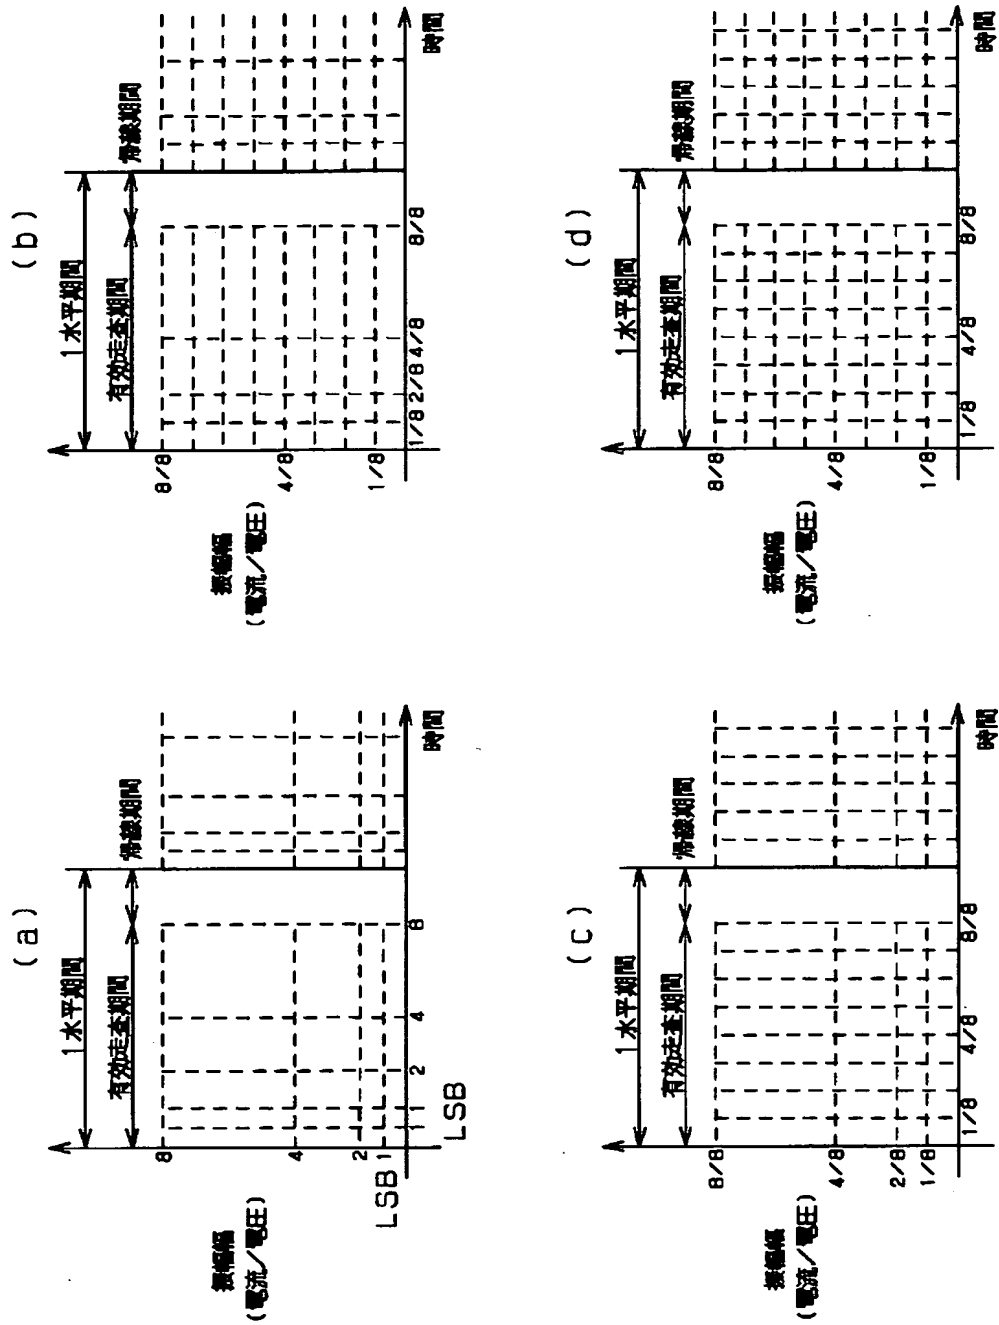 (a)
1水平期間
有効走査期間
帰線期間
振幅幅
(電流/電圧)
8
4
2
1
LSB
1
1
2
4
8
LSB
時間
(b)
1水平期間
有効走査期間
帰線期間
振幅幅
(電流/電圧)
8/8
4/8
1/8
1/8
2/8
4/8
8/8
時間
(c)
1水平期間
有効走査期間
帰線期間
振幅幅
(電流/電圧)
8/8
4/8
2/8
1/8
1/8
4/8
8/8
時間
(d)
1水平期間
有効走査期間
帰線期間
振幅幅
(電流/電圧)
8/8
4/8
1/8
1/8
4/8
8/8
時間